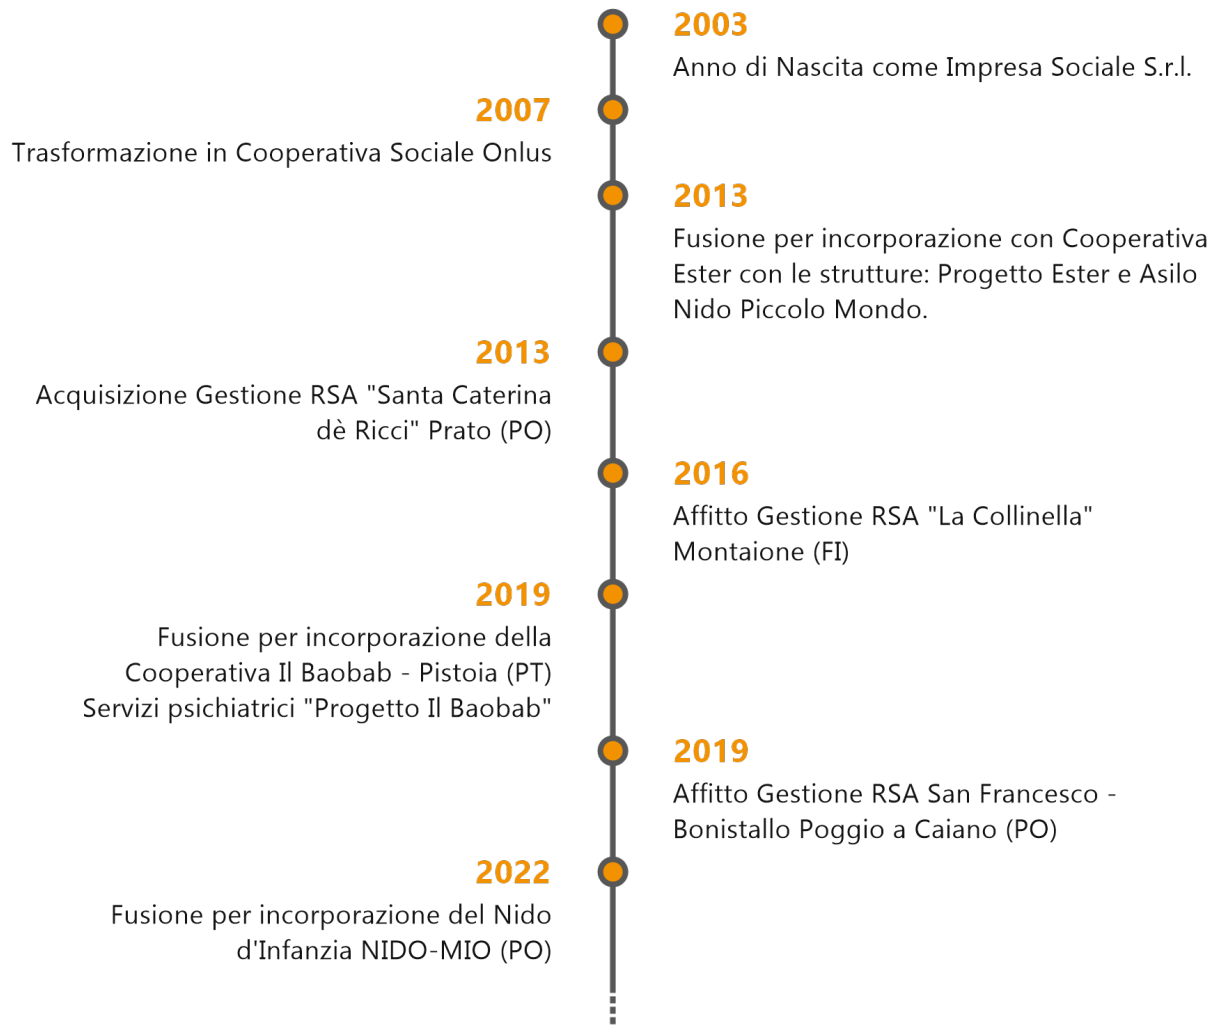 2003
Anno di Nascita come Impresa Sociale S.r.l.
2007
Trasformazione in Cooperativa Sociale Onlus
2013
Fusione per incorporazione con Cooperativa
Ester con le strutture: Progetto Ester e Asilo
Nido Piccolo Mondo.
2013
Acquisizione Gestione RSA "Santa Caterina
dè Ricci" Prato (PO)
2016
Affitto Gestione RSA "La Collinella"
Montaione (FI)
2019
Fusione per incorporazione della
Cooperativa Il Baobab - Pistoia (PT)
Servizi psichiatrici "Progetto Il Baobab"
2019
Affitto Gestione RSA San Francesco -
Bonistallo Poggio a Caiano (PO)
2022
Fusione per incorporazione del Nido
d'Infanzia NIDO-MIO (PO)